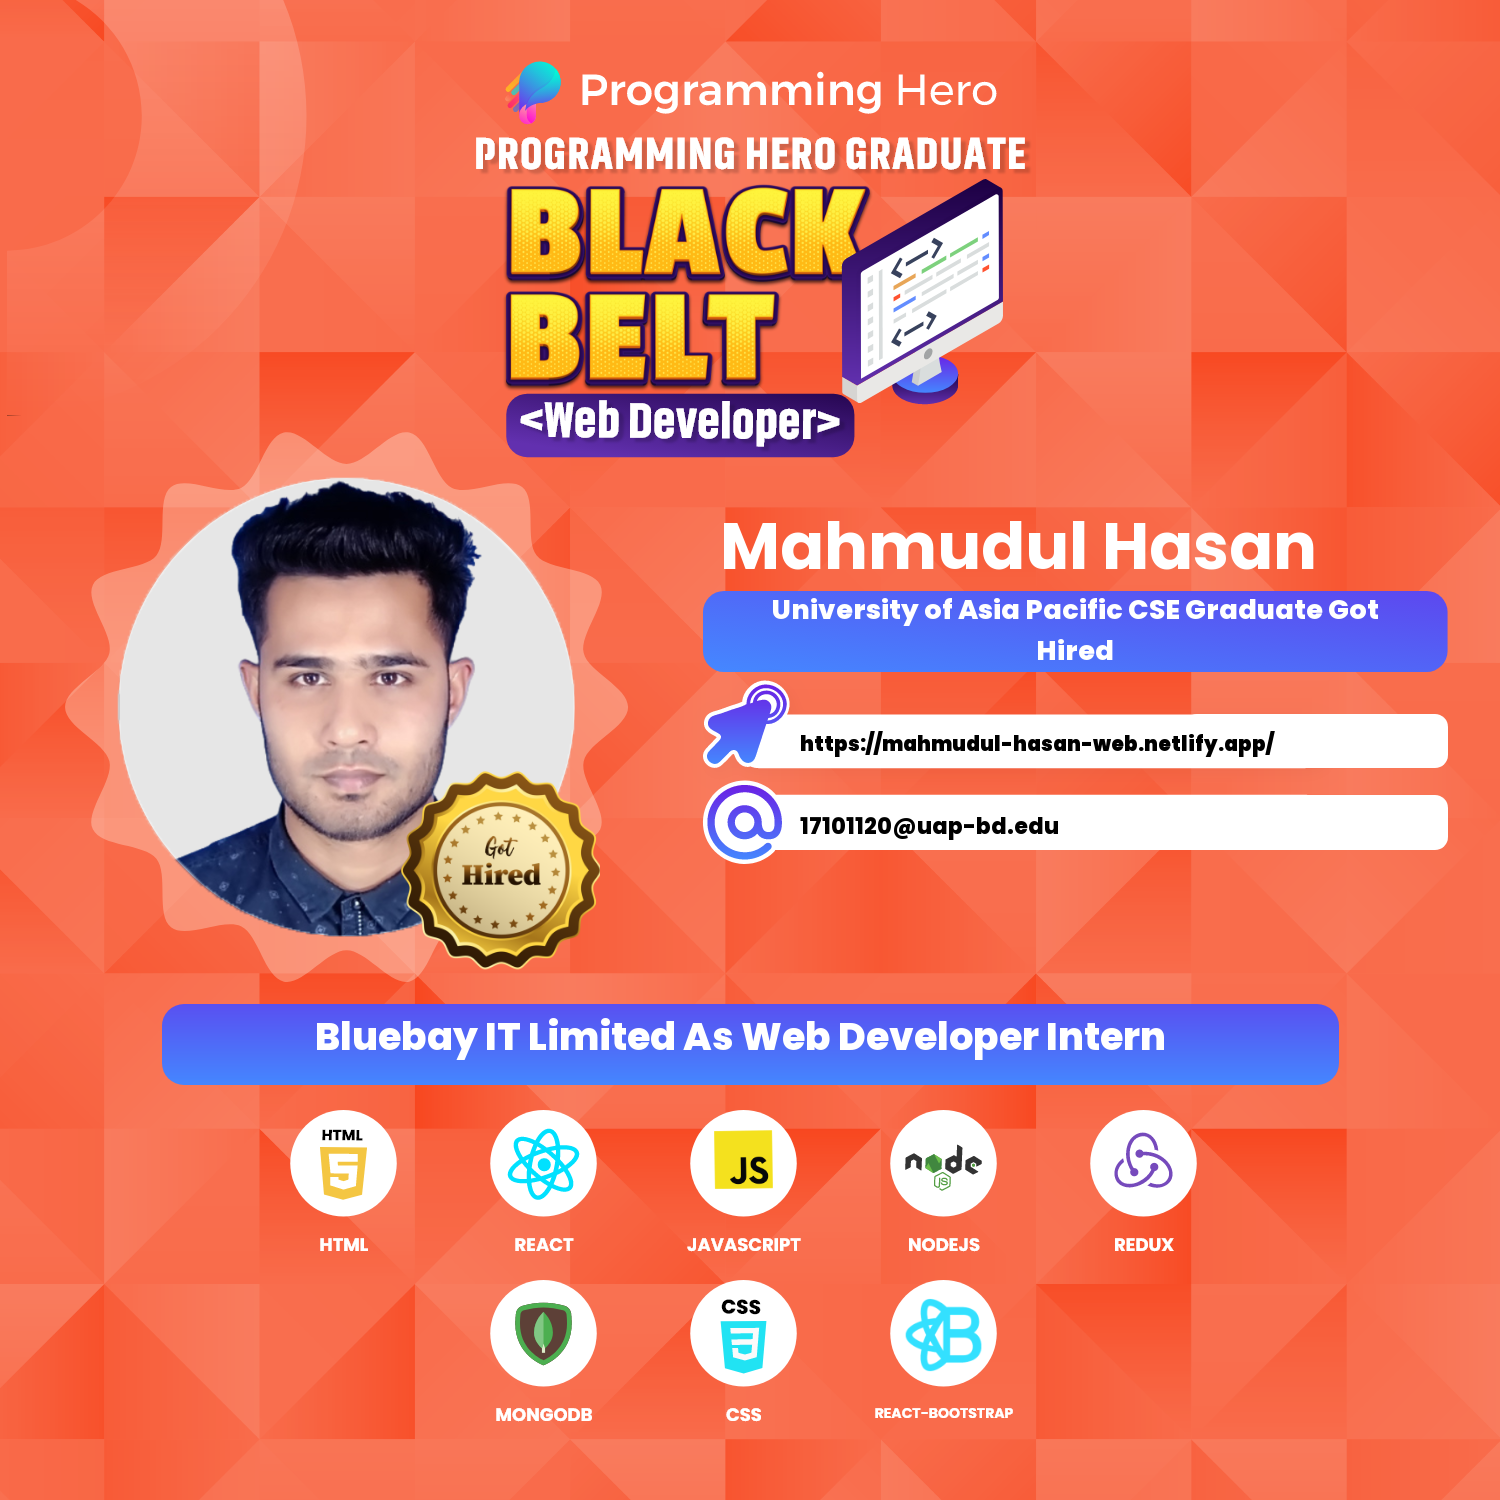 Programming Hero
PROGRAMMING HERO GRADUATE
BLACK
BELT
<Web Developer>
Mahmudul Hasan
University of Asia Pacific CSE Graduate Got
Hired
https://mahmudul-hasan-web.netlify.app/
17101120@uap-bd.edu
Got
Hired
Bluebay IT Limited As Web Developer Intern
HTML
5
JS
node
JS
HTML
REACT
JAVASCRIPT
NODEJS
REDUX
CSS
3
B
MONGODB
CSS
REACT-BOOTSTRAP